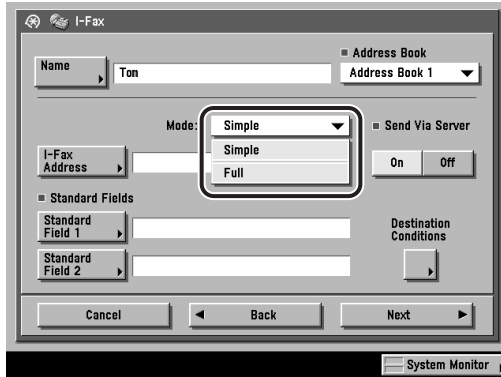 I-Fax
Address Book
Name
Tom
Address Book 1
Mode:
Simple
Send Via Server
Simple
Full
I-Fax
Address
On
Off
Standard Fields
Standard
Field 1
Destination
Conditions
Standard
Field 2
Cancel
Back
Next
System Monitor